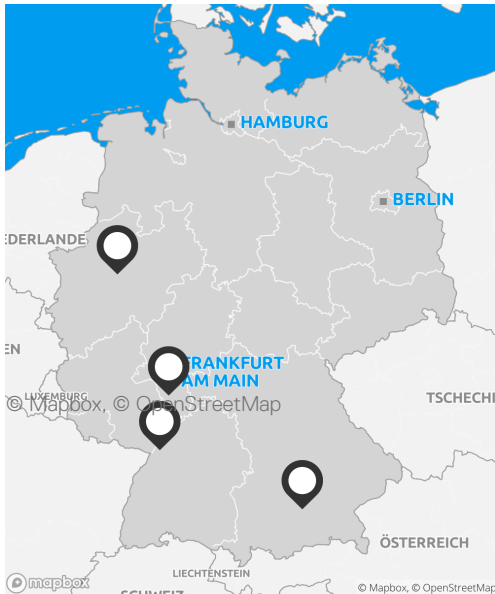 HAMBURG
BERLIN
EDERLANDE
EN
FRANKFURT
AM MAIN
LUXEMBURG
© Mapbox, © OpenStreetMap
TSCHECHI
ÖSTERREICH
LIECHTENSTEIN
SCHWEIZ
mapbox
© Mapbox, © OpenStreetMap